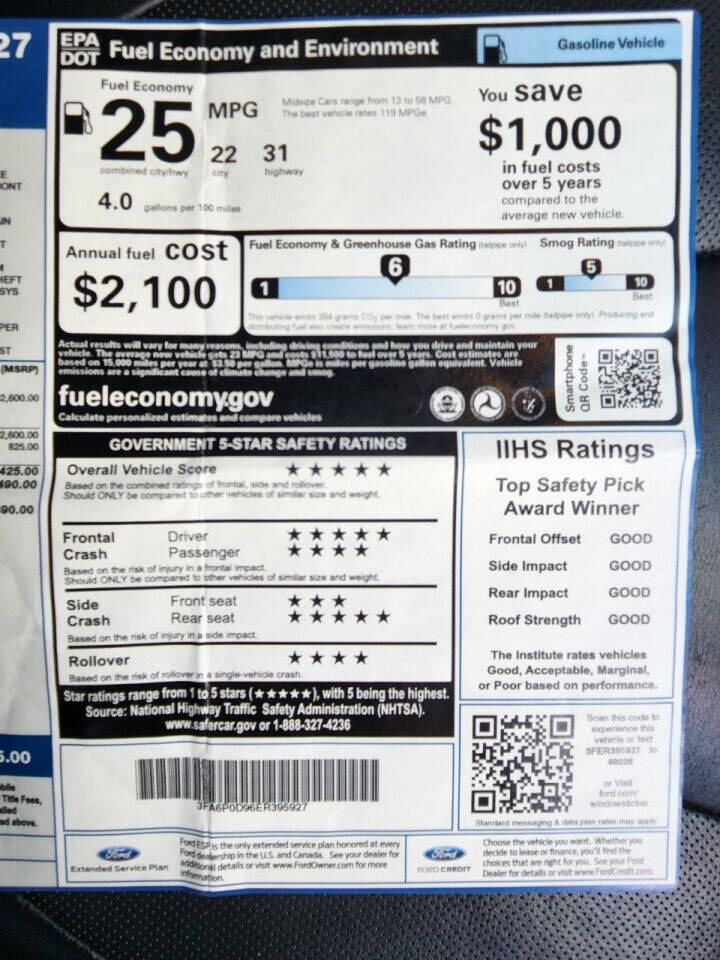 27
EPA
DOT
Fuel Economy and Environment
Gasoline Vehicle
Fuel Economy
25
MPG
combined city/hwy
22
city
31
highway
Midsize Cars range from 13 to 58 MPG.
The best vehicle rates 119 MPGe.
4.0 gallons per 100 miles
You save
$1,000
in fuel costs
over 5 years
compared to the
average new vehicle.
Annual fuel cost
$2,100
Fuel Economy & Greenhouse Gas Rating (tailpipe only)
1
6
10
Best
Smog Rating (tailpipe only)
1
5
10
Best
This vehicle emits 354 grams CO2 per mile. The best emits 0 grams per mile (tailpipe only). Producing and
distributing fuel also create emissions; learn more at fueleconomy.gov.
Actual results will vary for many reasons, including driving conditions and how you drive and maintain your
vehicle. The average new vehicle gets 23 MPG and costs $11,500 to fuel over 5 years. Cost estimates are
based on 15,000 miles per year at $3.50 per gallon. MPGe is miles per gasoline gallon equivalent. Vehicle
emissions are a significant cause of climate change and smog.
fueleconomy.gov
Calculate personalized estimates and compare vehicles
Smartphone
QR Code™
E
ONT
IN
T
M
HEFT
SYS
PER
ST
(MSRP)
2,600.00
2,600.00
825.00
425.00
490.00
90.00
5.00
Title Fees,
ed above.
GOVERNMENT 5-STAR SAFETY RATINGS
Overall Vehicle Score ★★★★★
Based on the combined ratings of frontal, side and rollover.
Should ONLY be compared to other vehicles of similar size and weight.
Frontal Driver ★★★★★
Crash Passenger ★★★★
Based on the risk of injury in a frontal impact.
Should ONLY be compared to other vehicles of similar size and weight.
Side Front seat ★★★
Crash Rear seat ★★★★★
Based on the risk of injury in a side impact.
Rollover ★★★★
Based on the risk of rollover in a single-vehicle crash.
Star ratings range from 1 to 5 stars (★★★★★), with 5 being the highest.
Source: National Highway Traffic Safety Administration (NHTSA).
www.safercar.gov or 1-888-327-4236
IIHS Ratings
Top Safety Pick
Award Winner
Frontal Offset GOOD
Side Impact GOOD
Rear Impact GOOD
Roof Strength GOOD
The Institute rates vehicles
Good, Acceptable, Marginal,
or Poor based on performance.
3FA6P0D96ER395927
Scan this code to
experience this
vehicle or text
3FER395927 to
48028
or Visit
ford.com/
windowsticker
Standard messaging & data plan rates may apply.
Ford
Extended Service Plan
Ford ESP is the only extended service plan honored at every
Ford dealership in the U.S. and Canada. See your dealer for
additional details or visit www.FordOwner.com for more
information.
Ford
FORD CREDIT
Choose the vehicle you want. Whether you
decide to lease or finance, you'll find the
choices that are right for you. See your Ford
Dealer for details or visit www.FordCredit.com.